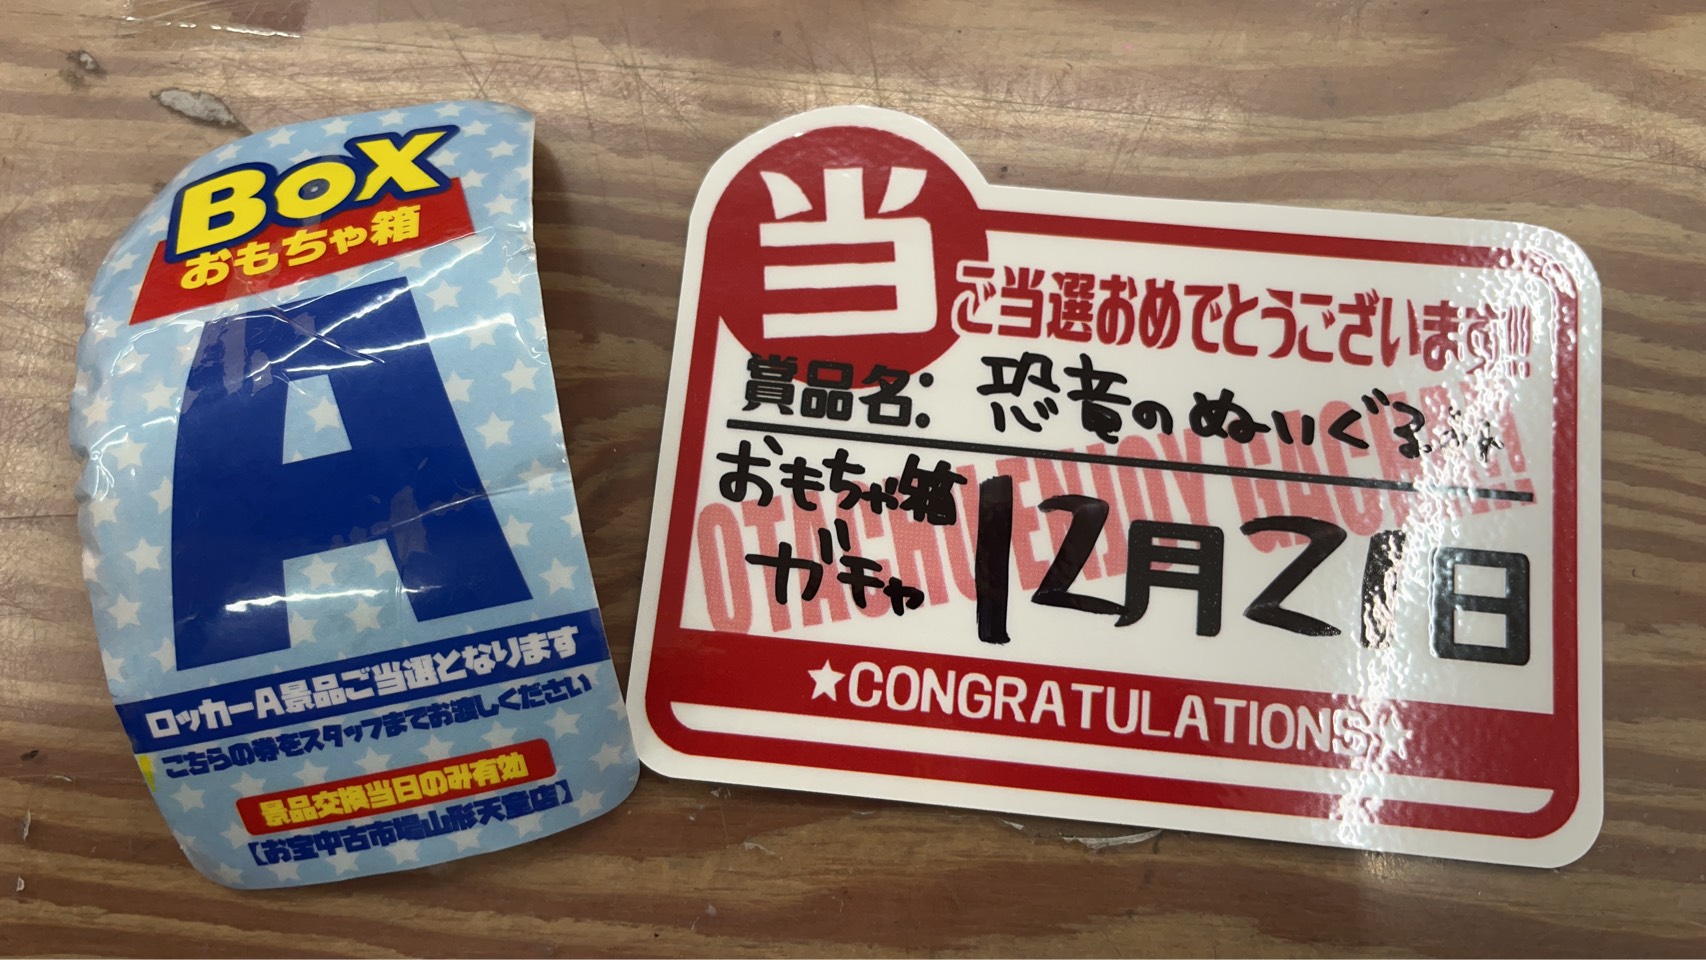 BOX
おもちゃ箱
A
ロッカーA景品ご当選となります
こちらの券をスタッフまでお渡しください
景品交換当日のみ有効
【お宝中古市場山形天童店】
当
ご当選おめでとうございます!!!
賞品名:恐竜のぬいぐるみ
おもちゃ箱
ガチャ
12月21日
★CONGRATULATIONS★